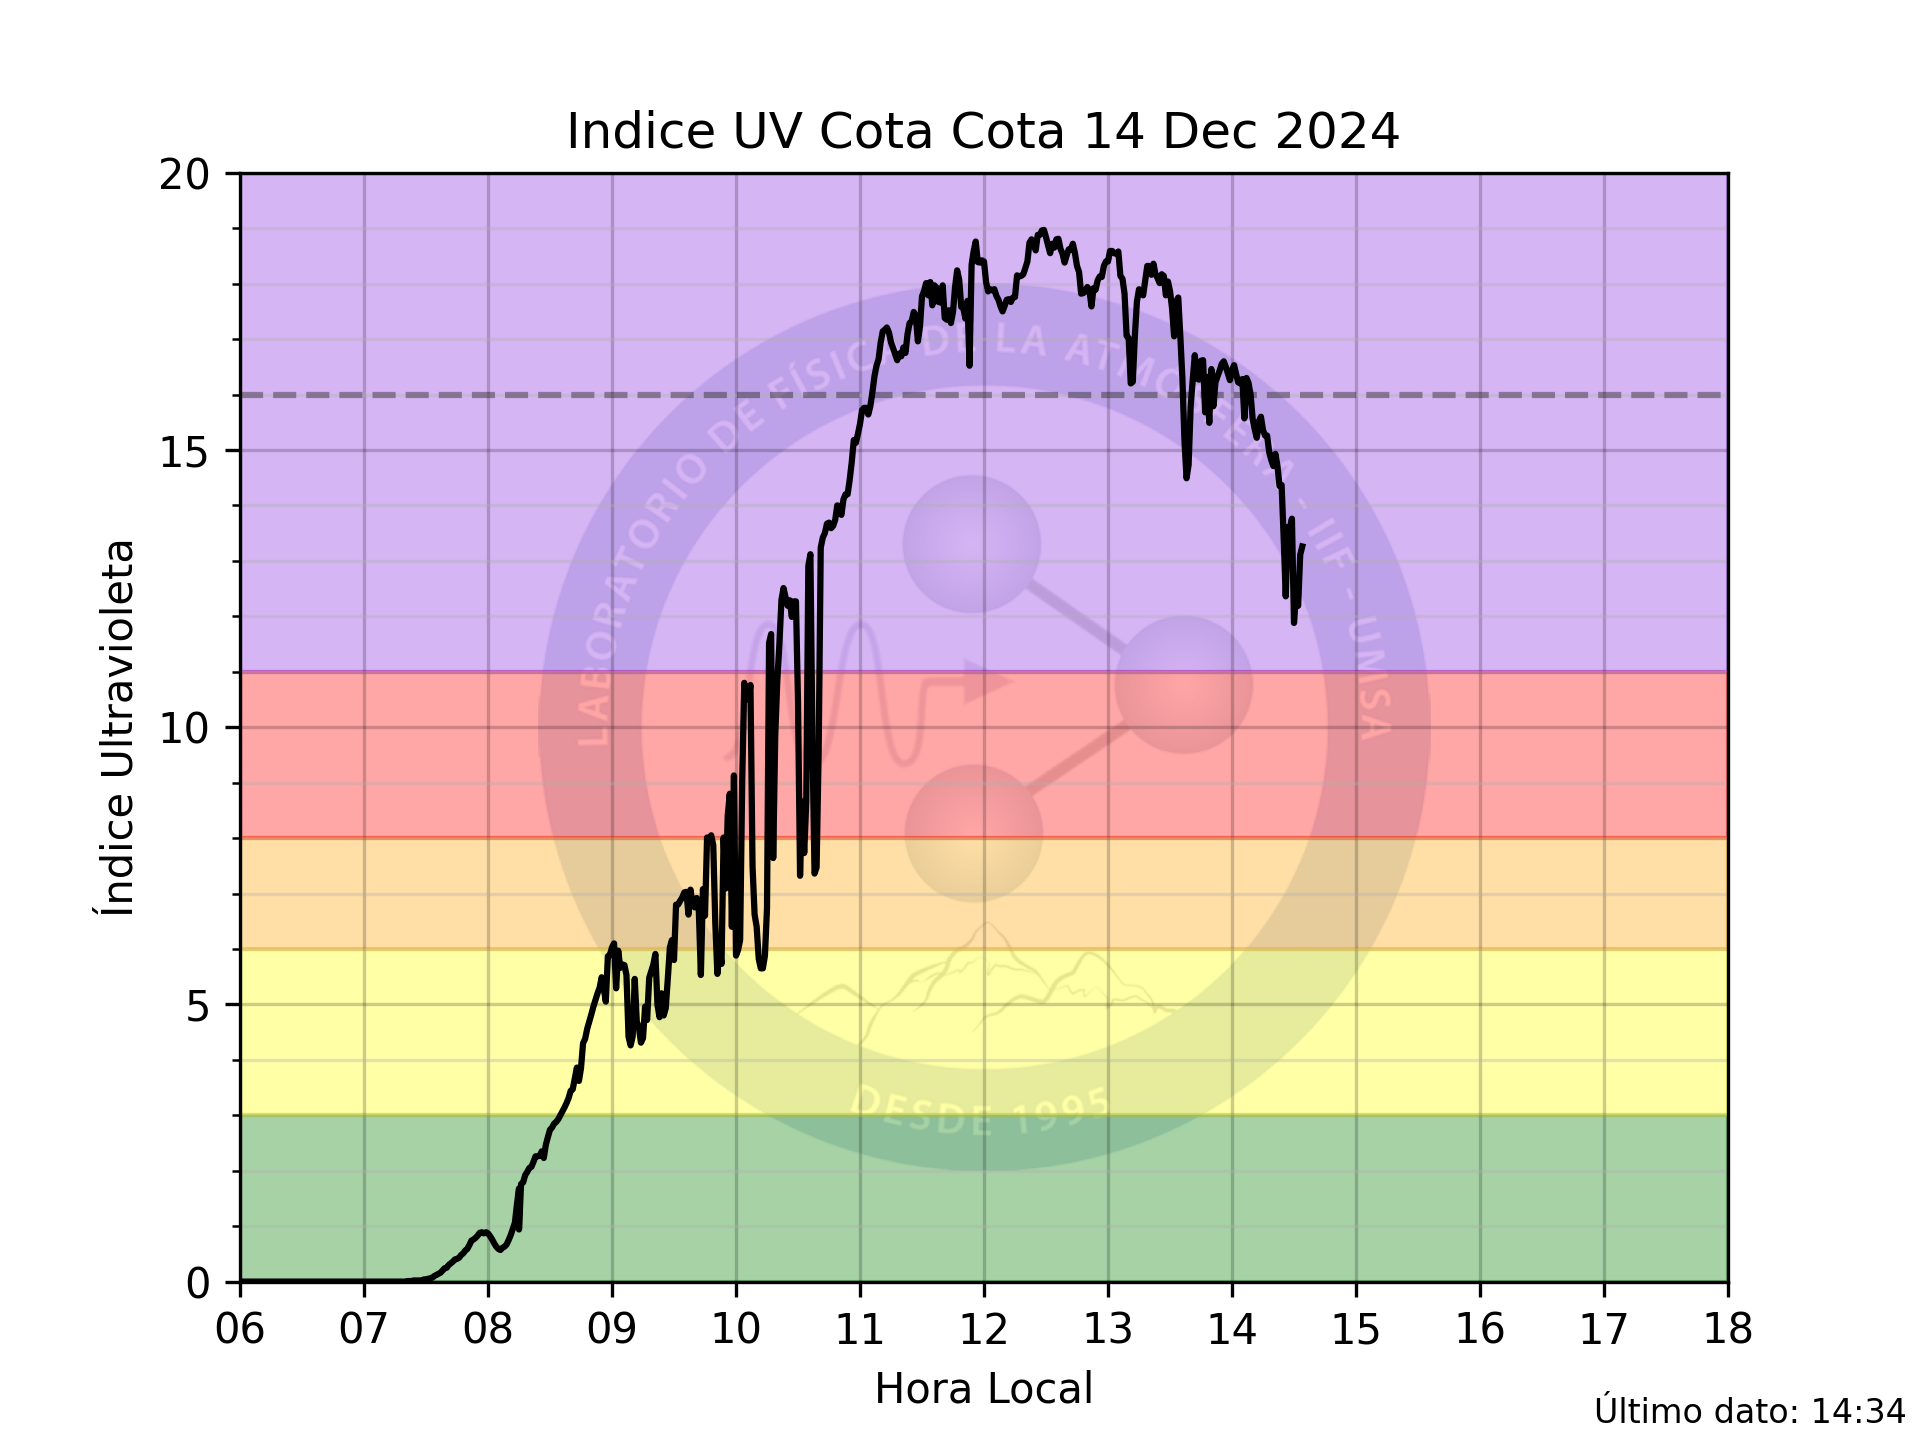 Indice UV Cota Cota 14 Dec 2024
20
15
10
5
0
Índice Ultravioleta
LABORATORIO DE FÍSICA DE LA ATMÓSFERA - IIF - UMSA
DESDE 1995
06 07 08 09 10 11 12 13 14 15 16 17 18
Hora Local
Último dato: 14:34